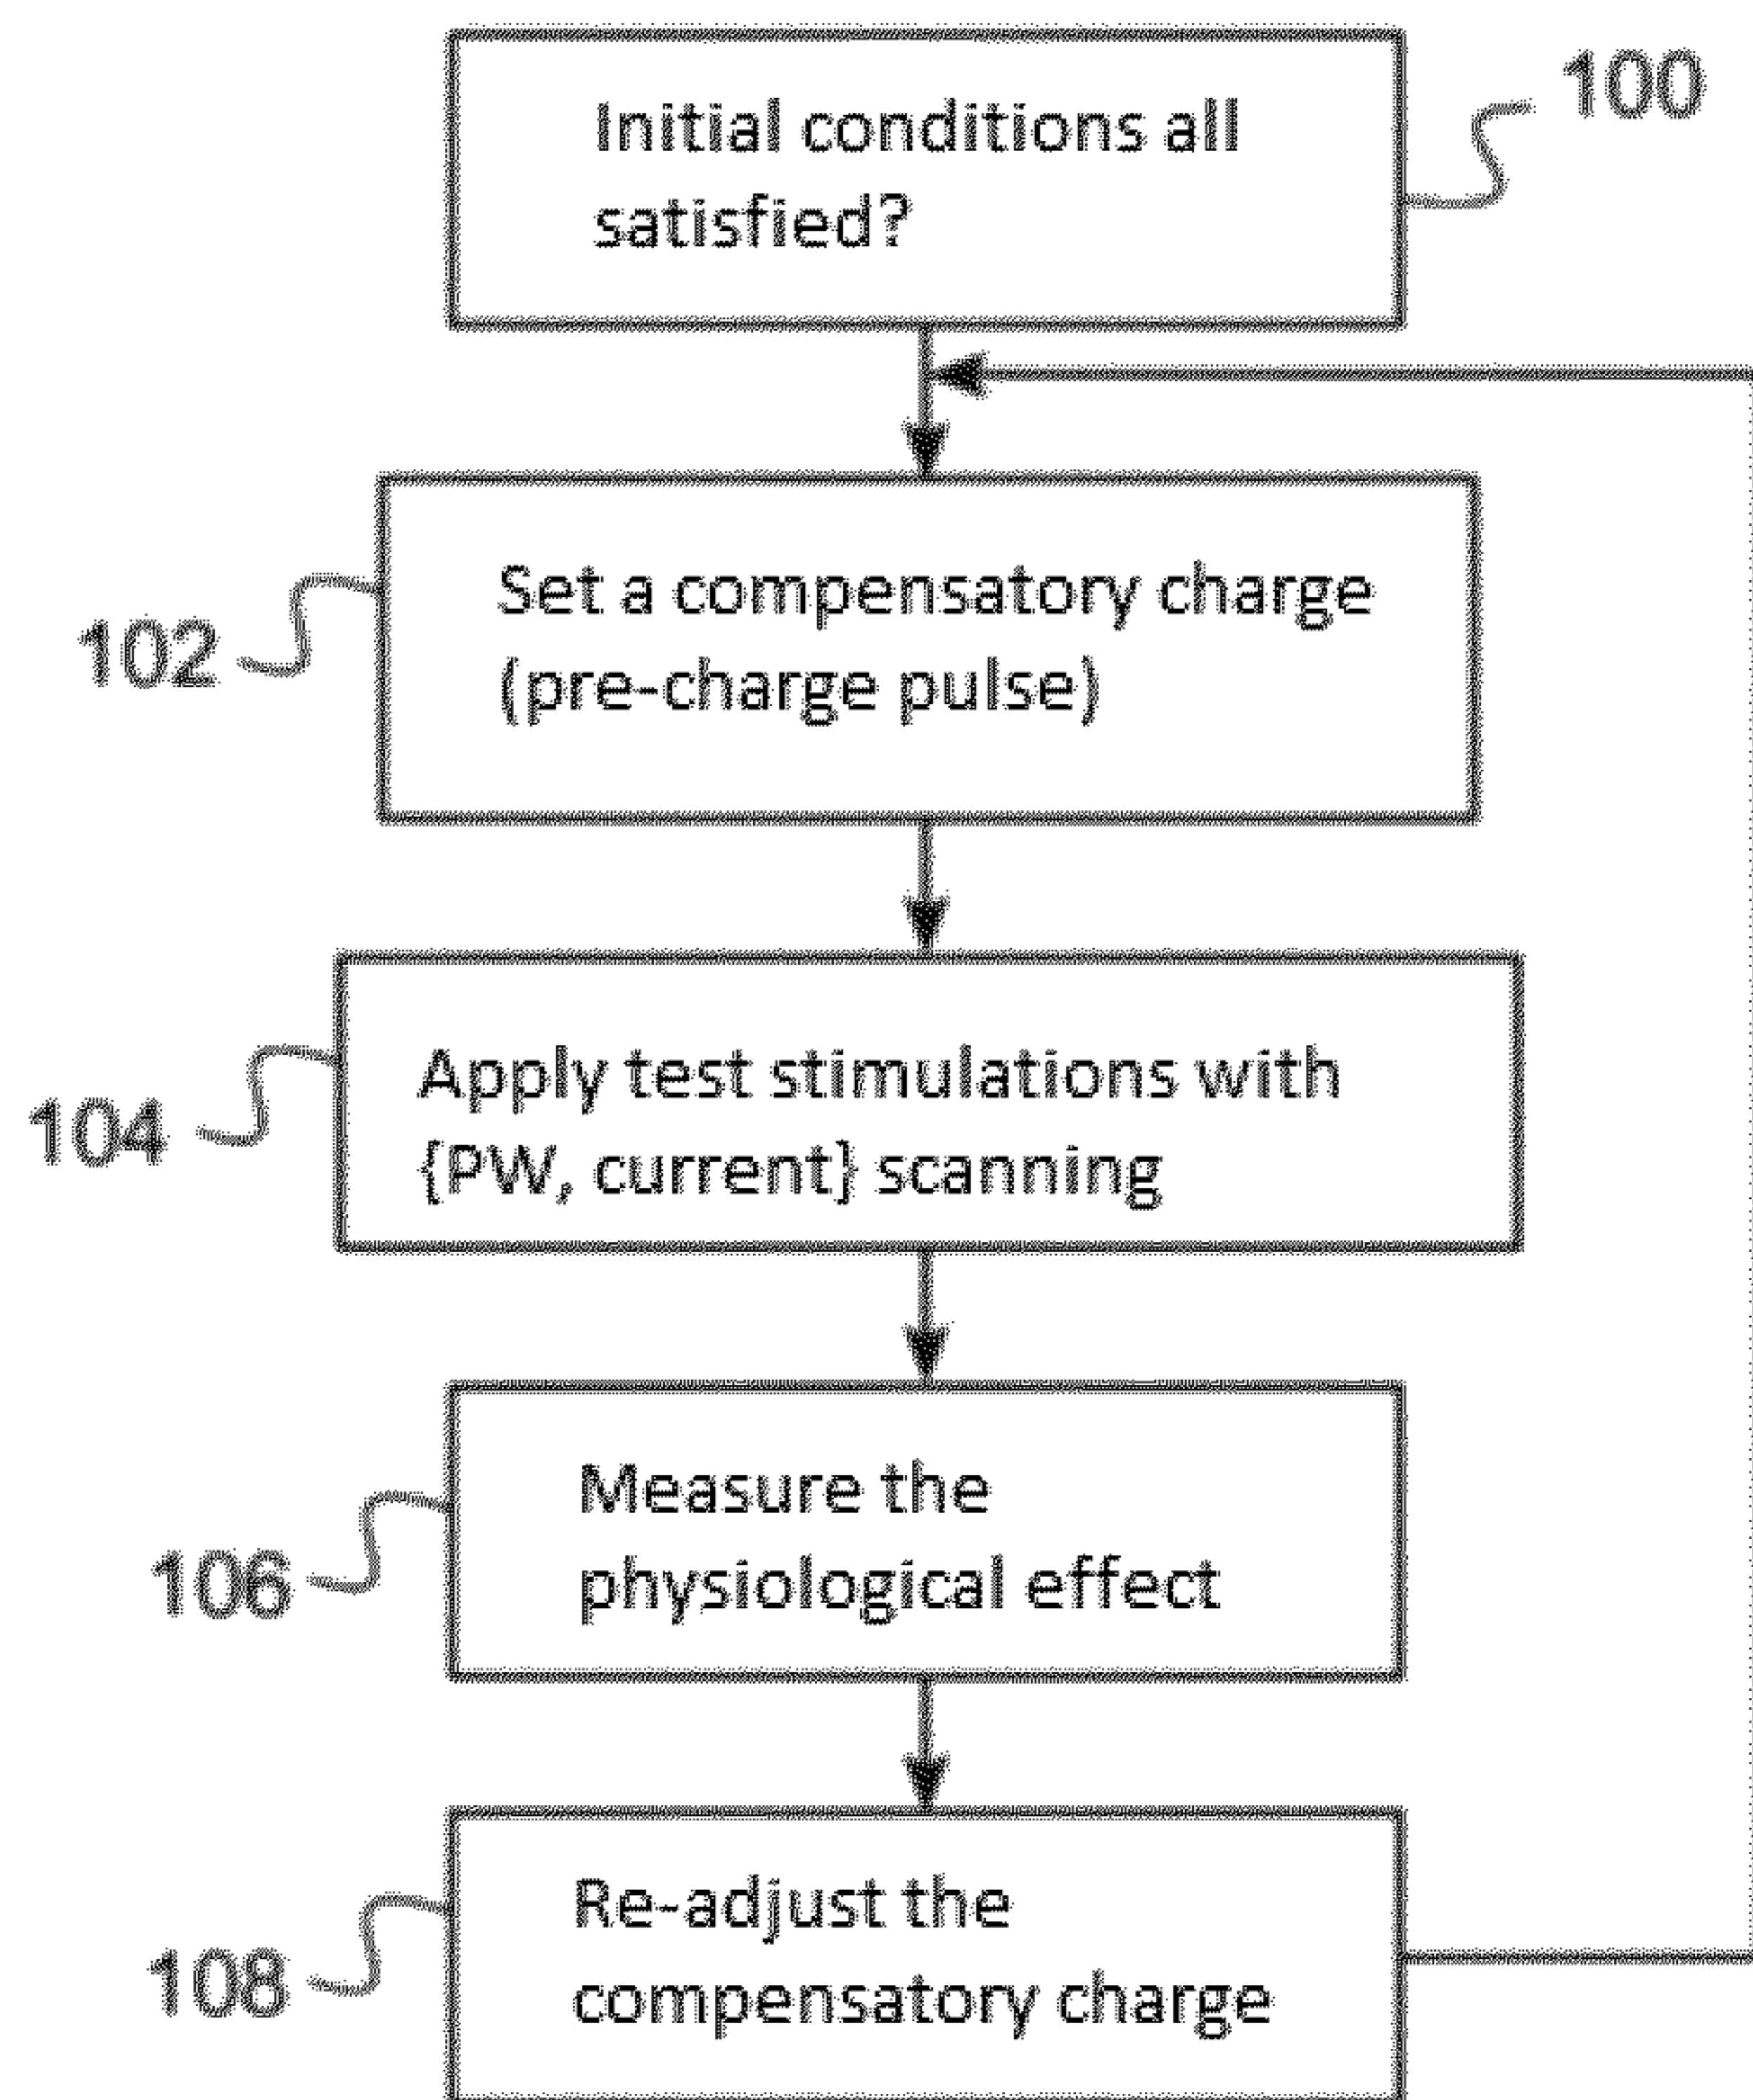 Initial conditions all
satisfied?
100
Set a compensatory charge
(pre-charge pulse)
102
Apply test stimulations with
{PW, current} scanning
104
Measure the
physiological effect
106
Re-adjust the
compensatory charge
108